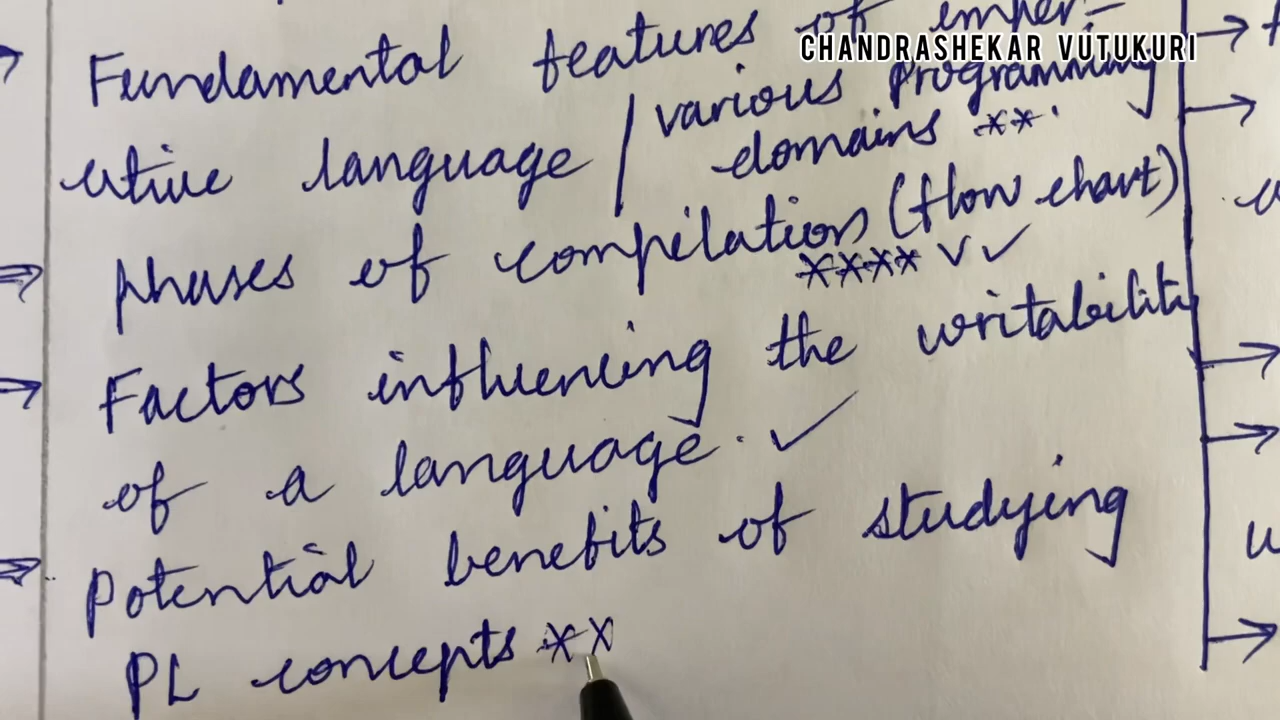 Fundamental features of imper-
CHANDRASHEKAR VUTUKURI
ative language / various programming
domains **
phases of compilation (flow chart)
**** ✓✓
Factors influencing the writability
of a language. ✓
Potential benefits of studying
PL concepts **